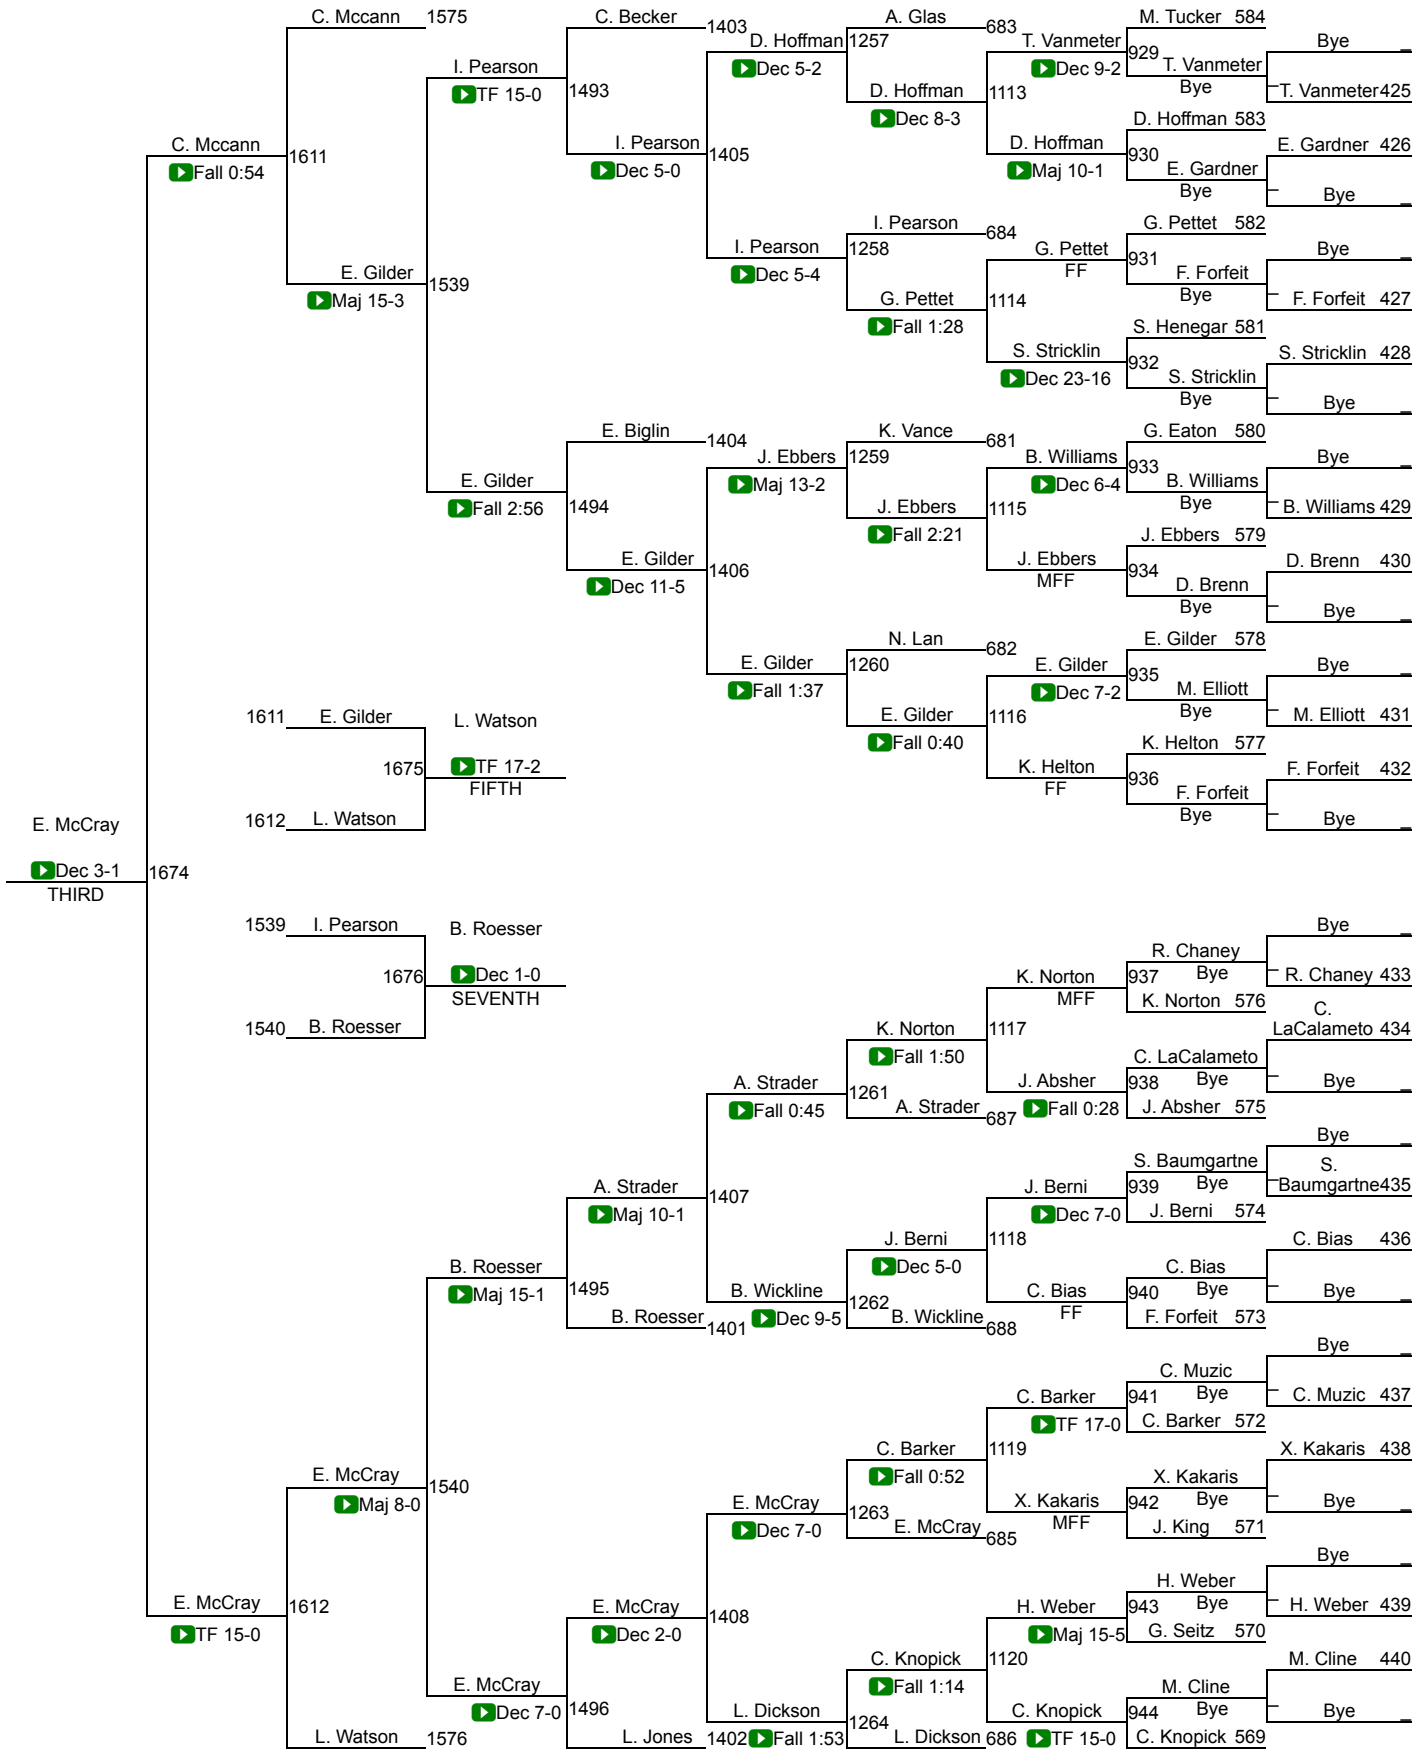 C. Mccann 1575
C. Becker 1403
A. Glas 683
M. Tucker 584
Bye _
D. Hoffman 1257
T. Vanmeter 929
Dec 5-2
Dec 9-2
T. Vanmeter
Bye
_ T. Vanmeter 425
I. Pearson
TF 15-0
1493
D. Hoffman 1113
Dec 8-3
D. Hoffman 583
E. Gardner 426
C. Mccann 1611
Fall 0:54
I. Pearson 1405
Dec 5-0
D. Hoffman 930
Maj 10-1
E. Gardner
Bye
_ Bye _
I. Pearson 684
G. Pettet 582
Bye _
I. Pearson 1258
Dec 5-4
G. Pettet 931
FF
F. Forfeit
Bye
_ F. Forfeit 427
E. Gilder 1539
Maj 15-3
G. Pettet 1114
Fall 1:28
S. Henegar 581
S. Stricklin 428
S. Stricklin 932
Dec 23-16
S. Stricklin
Bye
_ Bye _
E. Biglin 1404
K. Vance 681
G. Eaton 580
Bye _
J. Ebbers 1259
Maj 13-2
B. Williams 933
Dec 6-4
B. Williams
Bye
_ B. Williams 429
E. Gilder 1494
Fall 2:56
J. Ebbers 1115
Fall 2:21
J. Ebbers 579
D. Brenn 430
E. Gilder 1406
Dec 11-5
J. Ebbers 934
MFF
D. Brenn
Bye
_ Bye _
N. Lan 682
E. Gilder 578
Bye _
E. Gilder 1260
Fall 1:37
E. Gilder 935
Dec 7-2
M. Elliott
Bye
_ M. Elliott 431
1611 E. Gilder
L. Watson
E. Gilder 1116
Fall 0:40
K. Helton 577
F. Forfeit 432
1675
TF 17-2
FIFTH
K. Helton 936
FF
F. Forfeit
Bye
_ Bye _
1612 L. Watson
E. McCray
Dec 3-1
1674
THIRD
1539 I. Pearson
B. Roesser
Bye _
R. Chaney
1676
Dec 1-0
SEVENTH
K. Norton 937
MFF
Bye
_ R. Chaney 433
K. Norton 576
C.
1540 B. Roesser
K. Norton 1117
Fall 1:50
LaCalameto 434
C. LaCalameto
A. Strader
Fall 0:45
1261
J. Absher 938
Fall 0:28
Bye
_ Bye _
A. Strader 687
J. Absher 575
Bye _
S. Baumgartne
S.
A. Strader 1407
Maj 10-1
J. Berni 939
Dec 7-0
Bye
_ Baumgartne 435
J. Berni 574
J. Berni 1118
Dec 5-0
C. Bias 436
B. Roesser
Maj 15-1
1495
C. Bias
B. Wickline
Dec 9-5
1262
C. Bias 940
FF
Bye
_ Bye _
B. Roesser 1401
B. Wickline 688
F. Forfeit 573
Bye _
C. Muzic
C. Barker 941
TF 17-0
Bye
_ C. Muzic 437
C. Barker 572
C. Barker 1119
Fall 0:52
X. Kakaris 438
E. McCray 1540
Maj 8-0
X. Kakaris
E. McCray
Dec 7-0
1263
X. Kakaris 942
MFF
Bye
_ Bye _
E. McCray 685
J. King 571
Bye _
H. Weber
E. McCray 1612
TF 15-0
E. McCray 1408
Dec 2-0
H. Weber 943
Maj 15-5
Bye
_ H. Weber 439
G. Seitz 570
C. Knopick 1120
Fall 1:14
M. Cline 440
E. McCray
Dec 7-0
1496
M. Cline
L. Dickson
Fall 1:53
1264
C. Knopick 944
TF 15-0
Bye
_ Bye _
L. Watson 1576
L. Jones 1402
L. Dickson 686
C. Knopick 569